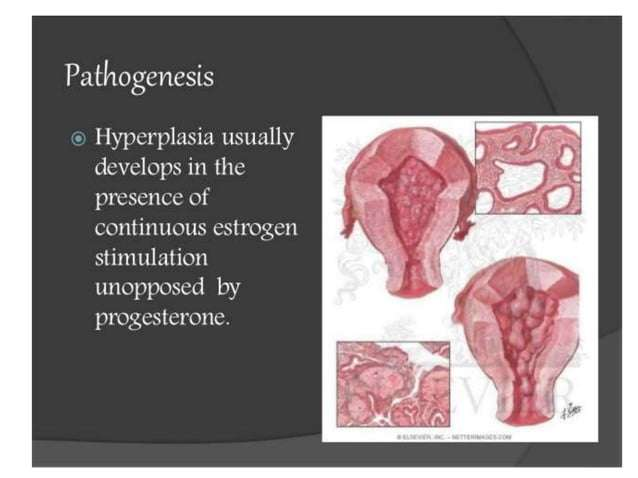 Pathogenesis
Hyperplasia usually
develops in the
presence of
continuous estrogen
stimulation
unopposed by
progesterone.
© ELSEVIER, INC. – NETTERIMAGES.COM